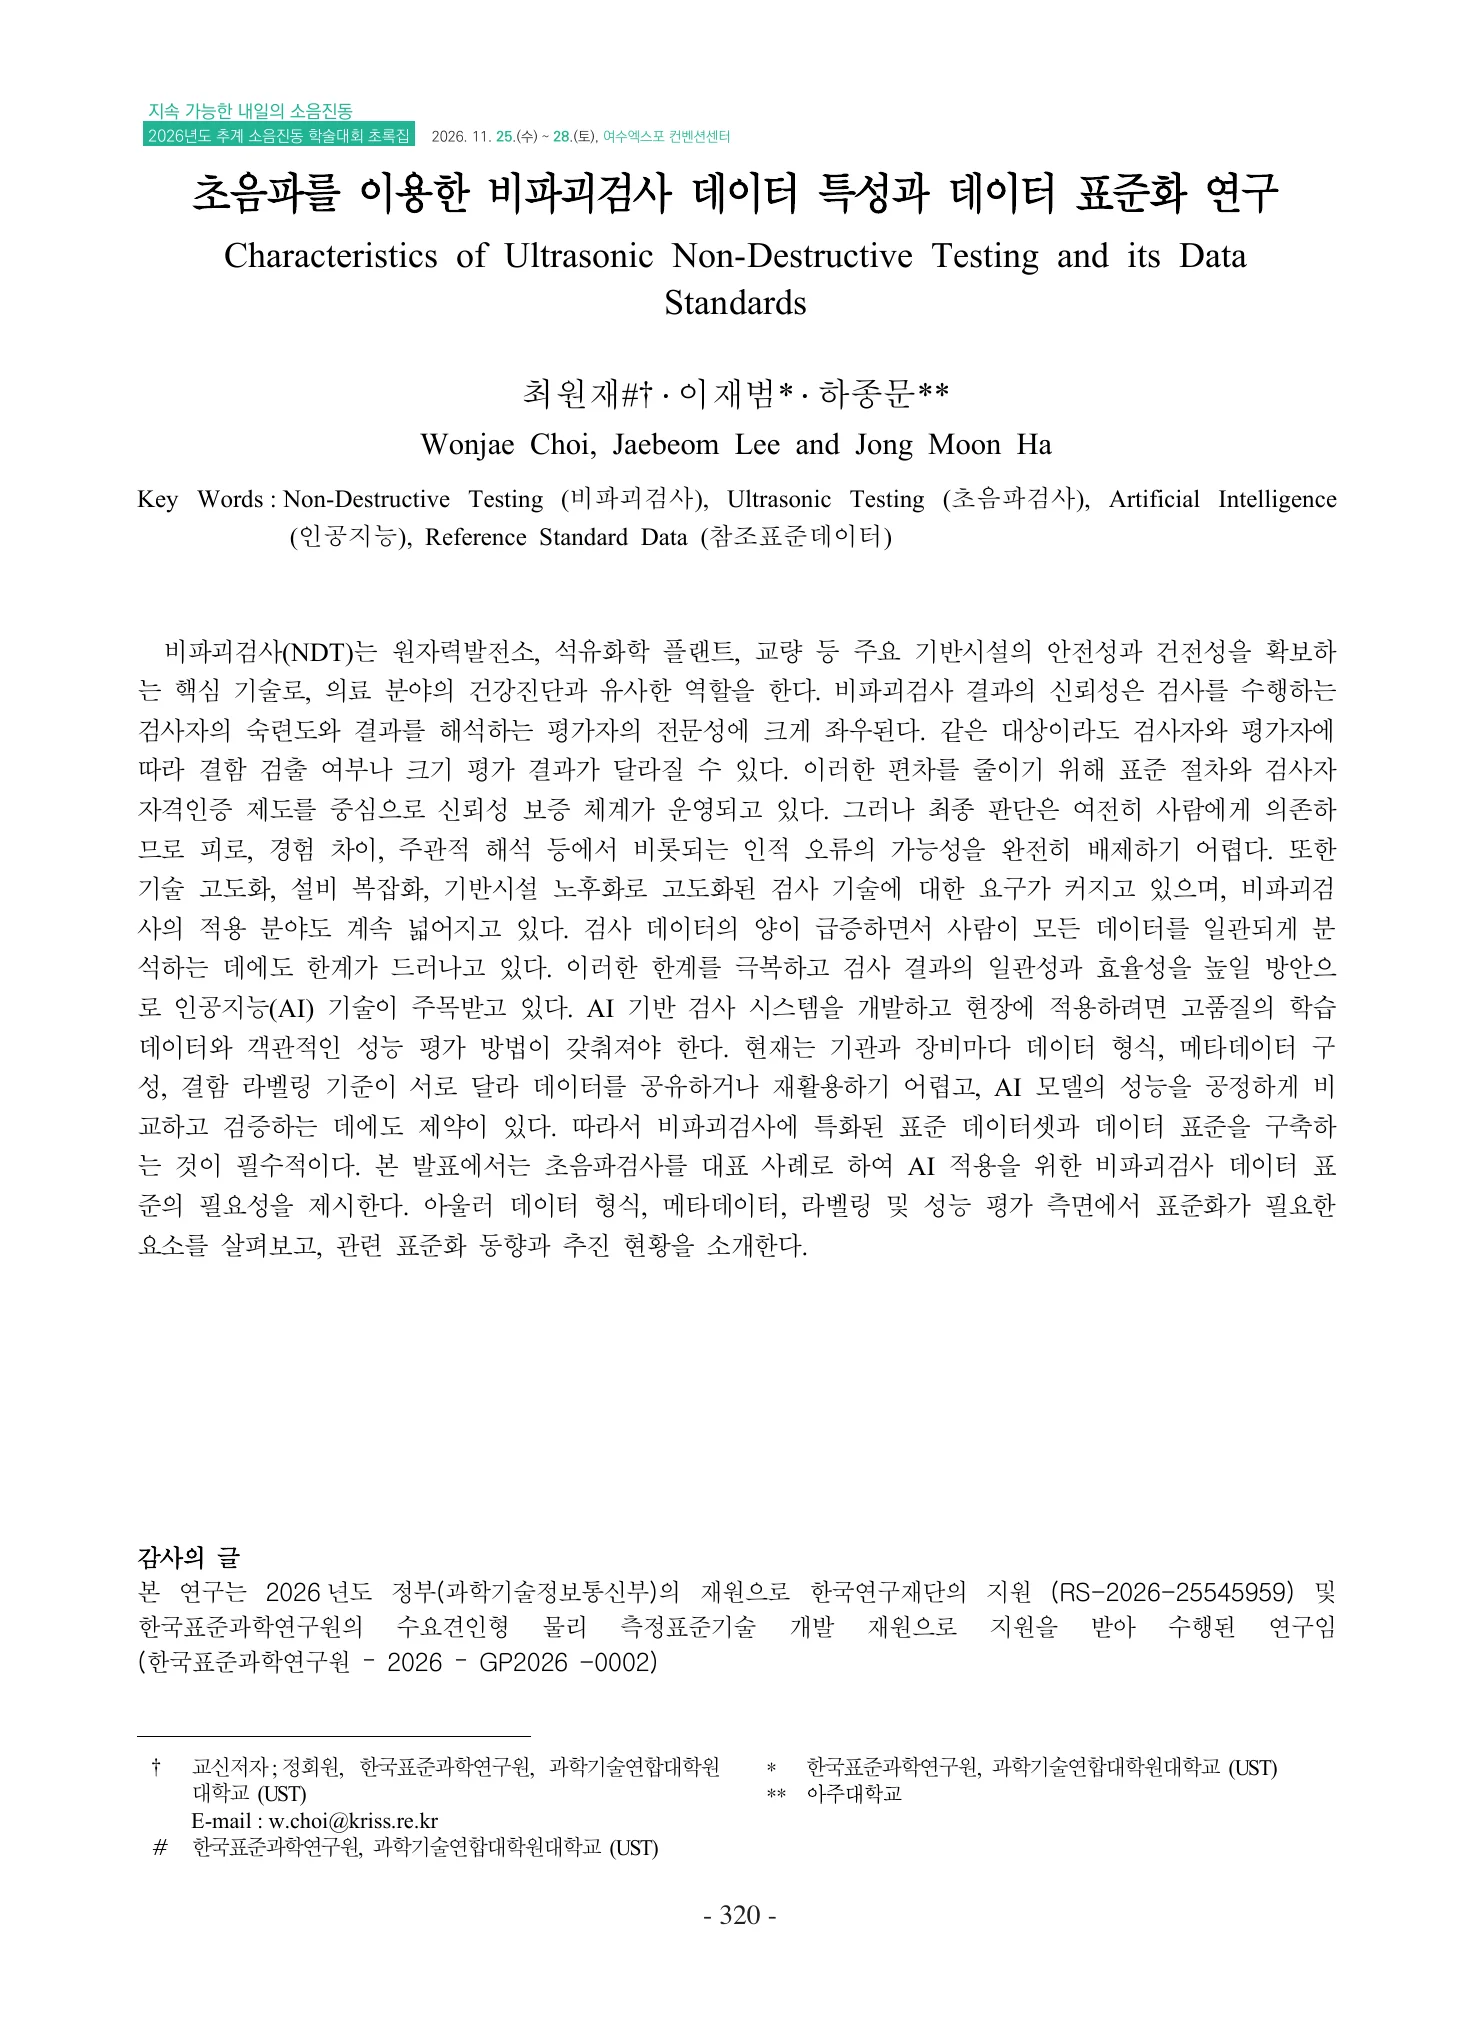 지속 가능한 내일의 소음진동
2026년도 추계 소음진동 학술대회 초록집 2026. 11. 25.(수) ~ 28.(토), 여수엑스포 컨벤션센터
초음파를 이용한 비파괴검사 데이터 특성과 데이터 표준화 연구
Characteristics of Ultrasonic Non-Destructive Testing and its Data
Standards
최원재#† · 이재범* · 하종문**
Wonjae Choi, Jaebeom Lee and Jong Moon Ha
Key Words : Non-Destructive Testing (비파괴검사), Ultrasonic Testing (초음파검사), Artificial Intelligence
(인공지능), Reference Standard Data (참조표준데이터)
비파괴검사(NDT)는 원자력발전소, 석유화학 플랜트, 교량 등 주요 기반시설의 안전성과 건전성을 확보하
는 핵심 기술로, 의료 분야의 건강진단과 유사한 역할을 한다. 비파괴검사 결과의 신뢰성은 검사를 수행하는
검사자의 숙련도와 결과를 해석하는 평가자의 전문성에 크게 좌우된다. 같은 대상이라도 검사자와 평가자에
따라 결함 검출 여부나 크기 평가 결과가 달라질 수 있다. 이러한 편차를 줄이기 위해 표준 절차와 검사자
자격인증 제도를 중심으로 신뢰성 보증 체계가 운영되고 있다. 그러나 최종 판단은 여전히 사람에게 의존하
므로 피로, 경험 차이, 주관적 해석 등에서 비롯되는 인적 오류의 가능성을 완전히 배제하기 어렵다. 또한
기술 고도화, 설비 복잡화, 기반시설 노후화로 고도화된 검사 기술에 대한 요구가 커지고 있으며, 비파괴검
사의 적용 분야도 계속 넓어지고 있다. 검사 데이터의 양이 급증하면서 사람이 모든 데이터를 일관되게 분
석하는 데에도 한계가 드러나고 있다. 이러한 한계를 극복하고 검사 결과의 일관성과 효율성을 높일 방안으
로 인공지능(AI) 기술이 주목받고 있다. AI 기반 검사 시스템을 개발하고 현장에 적용하려면 고품질의 학습
데이터와 객관적인 성능 평가 방법이 갖춰져야 한다. 현재는 기관과 장비마다 데이터 형식, 메타데이터 구
성, 결함 라벨링 기준이 서로 달라 데이터를 공유하거나 재활용하기 어렵고, AI 모델의 성능을 공정하게 비
교하고 검증하는 데에도 제약이 있다. 따라서 비파괴검사에 특화된 표준 데이터셋과 데이터 표준을 구축하
는 것이 필수적이다. 본 발표에서는 초음파검사를 대표 사례로 하여 AI 적용을 위한 비파괴검사 데이터 표
준의 필요성을 제시한다. 아울러 데이터 형식, 메타데이터, 라벨링 및 성능 평가 측면에서 표준화가 필요한
요소를 살펴보고, 관련 표준화 동향과 추진 현황을 소개한다.
감사의 글
본 연구는 2026년도 정부(과학기술정보통신부)의 재원으로 한국연구재단의 지원 (RS-2026-25545959) 및
한국표준과학연구원의 수요견인형 물리 측정표준기술 개발 재원으로 지원을 받아 수행된 연구임
(한국표준과학연구원 - 2026 - GP2026 -0002)
† 교신저자 ; 정회원, 한국표준과학연구원, 과학기술연합대학원
대학교 (UST)
E-mail : w.choi@kriss.re.kr
# 한국표준과학연구원, 과학기술연합대학원대학교 (UST)
* 한국표준과학연구원, 과학기술연합대학원대학교 (UST)
** 아주대학교
- 320 -